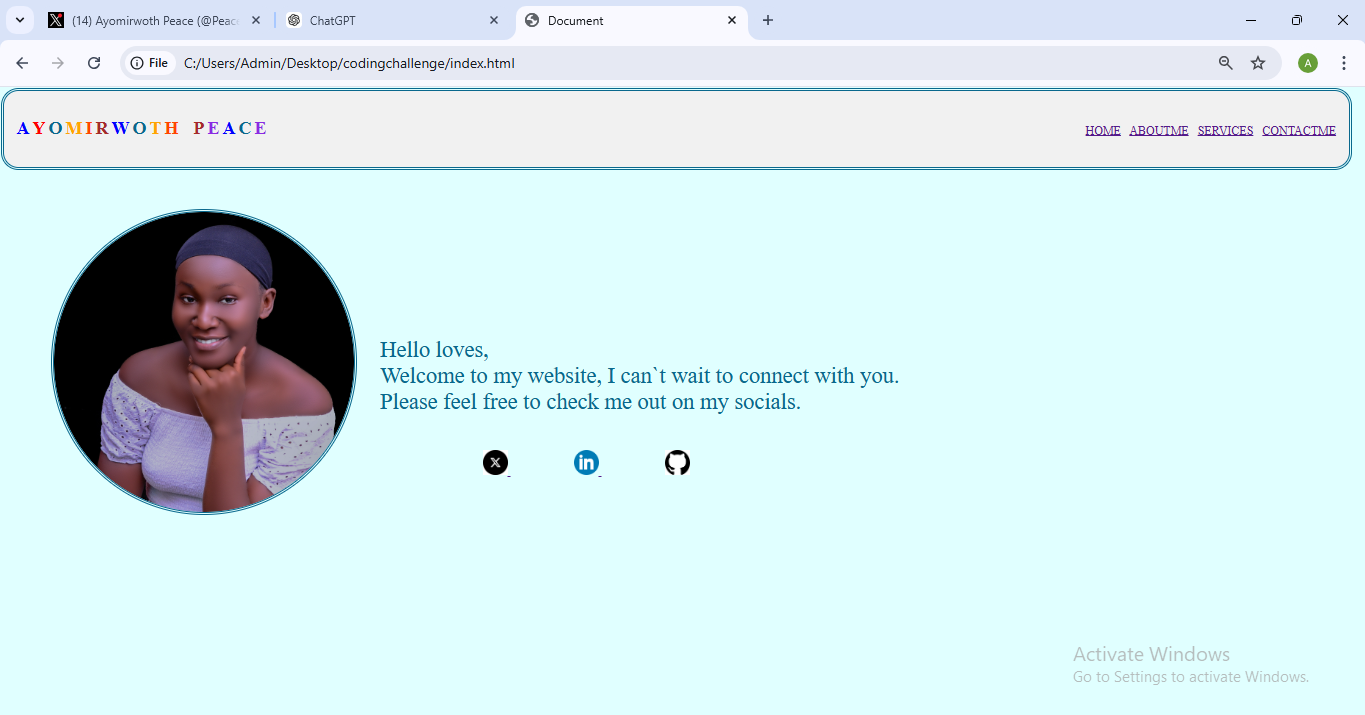 (14) Ayomirwoth Peace (@Peac
ChatGPT
Document
File
C:/Users/Admin/Desktop/codingchallenge/index.html
A
AYOMIRWOTH PEACE
HOME ABOUTME SERVICES CONTACTME
Hello loves,
Welcome to my website, I can`t wait to connect with you.
Please feel free to check me out on my socials.
X in
Activate Windows
Go to Settings to activate Windows.